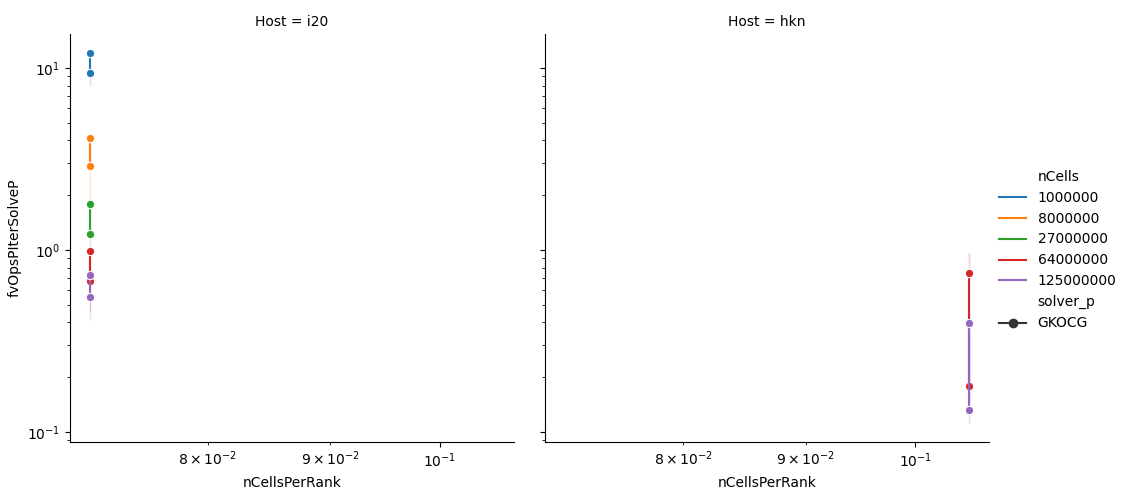 Host = i20
Host = hkn
10¹
10⁰
10⁻¹
fvOpsPIterSolveP
8 × 10⁻²
9 × 10⁻²
10⁻¹
8 × 10⁻²
9 × 10⁻²
10⁻¹
nCellsPerRank
nCellsPerRank
nCells
1000000
8000000
27000000
64000000
125000000
solver_p
GKOCG